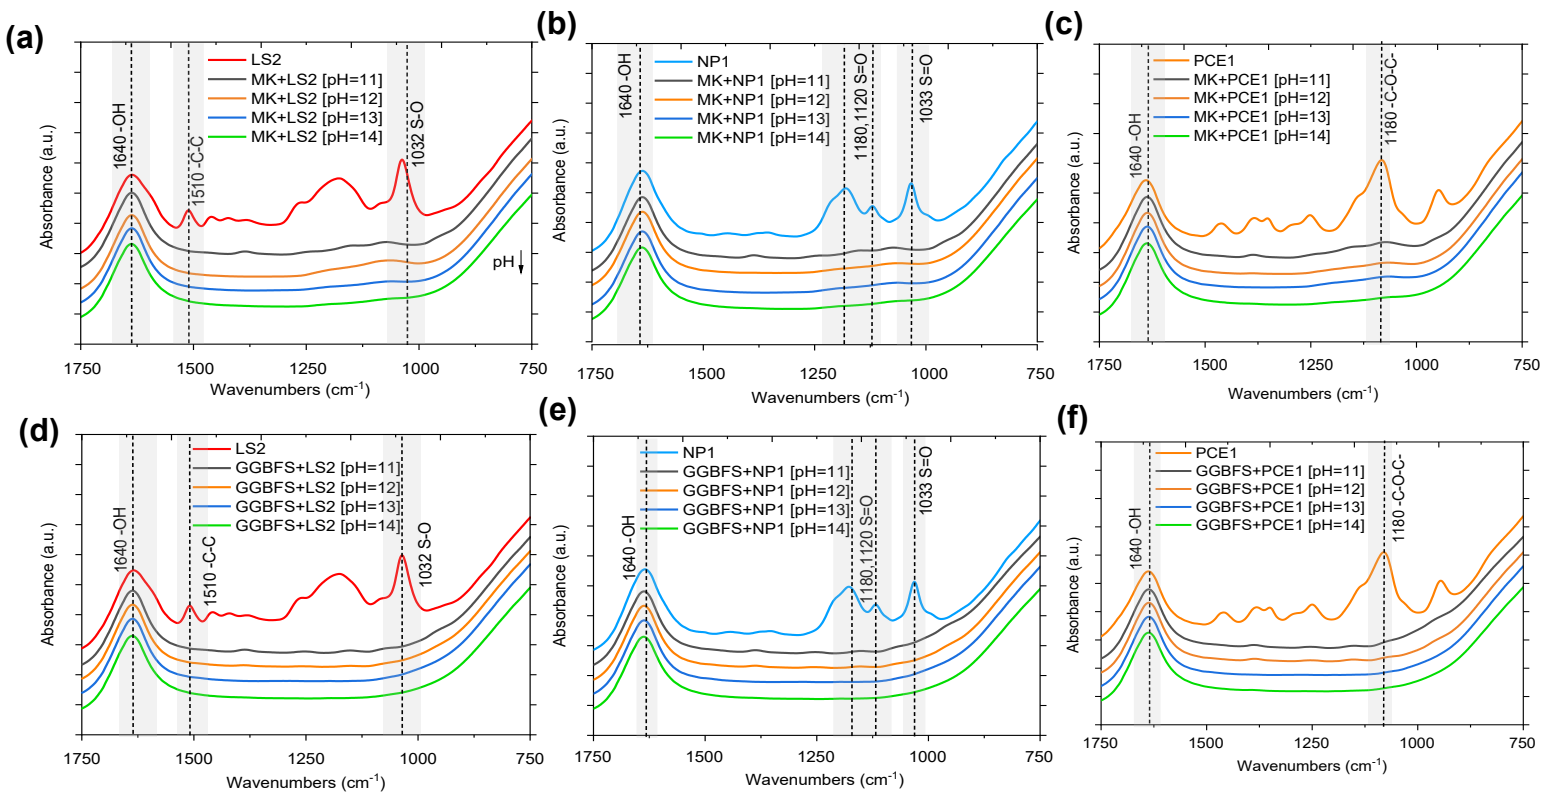 (a)
LS2
MK+LS2 [pH=11]
MK+LS2 [pH=12]
MK+LS2 [pH=13]
MK+LS2 [pH=14]
1640 -OH
1510 -C-C
1032 S-O
pH
Absorbance (a.u.)
1750 1500 1250 1000 750
Wavenumbers (cm-1)
(b)
NP1
MK+NP1 [pH=11]
MK+NP1 [pH=12]
MK+NP1 [pH=13]
MK+NP1 [pH=14]
1640 -OH
1180,1120 S=O
1033 S=O
Absorbance (a.u.)
1750 1500 1250 1000 750
Wavenumbers (cm-1)
(c)
PCE1
MK+PCE1 [pH=11]
MK+PCE1 [pH=12]
MK+PCE1 [pH=13]
MK+PCE1 [pH=14]
1640 -OH
1180 -C-O-C-
Absorbance (a.u.)
1750 1500 1250 1000 750
Wavenumbers (cm-1)
(d)
LS2
GGBFS+LS2 [pH=11]
GGBFS+LS2 [pH=12]
GGBFS+LS2 [pH=13]
GGBFS+LS2 [pH=14]
1640 -OH
1510 -C-C
1032 S-O
Absorbance (a.u.)
1750 1500 1250 1000 750
Wavenumbers (cm-1)
(e)
NP1
GGBFS+NP1 [pH=11]
GGBFS+NP1 [pH=12]
GGBFS+NP1 [pH=13]
GGBFS+NP1 [pH=14]
1640 -OH
1180,1120 S=O
1033 S=O
Absorbance (a.u.)
1750 1500 1250 1000 750
Wavenumbers (cm-1)
(f)
PCE1
GGBFS+PCE1 [pH=11]
GGBFS+PCE1 [pH=12]
GGBFS+PCE1 [pH=13]
GGBFS+PCE1 [pH=14]
1640 -OH
1180 -C-O-C-
Absorbance (a.u.)
1750 1500 1250 1000 750
Wavenumbers (cm-1)